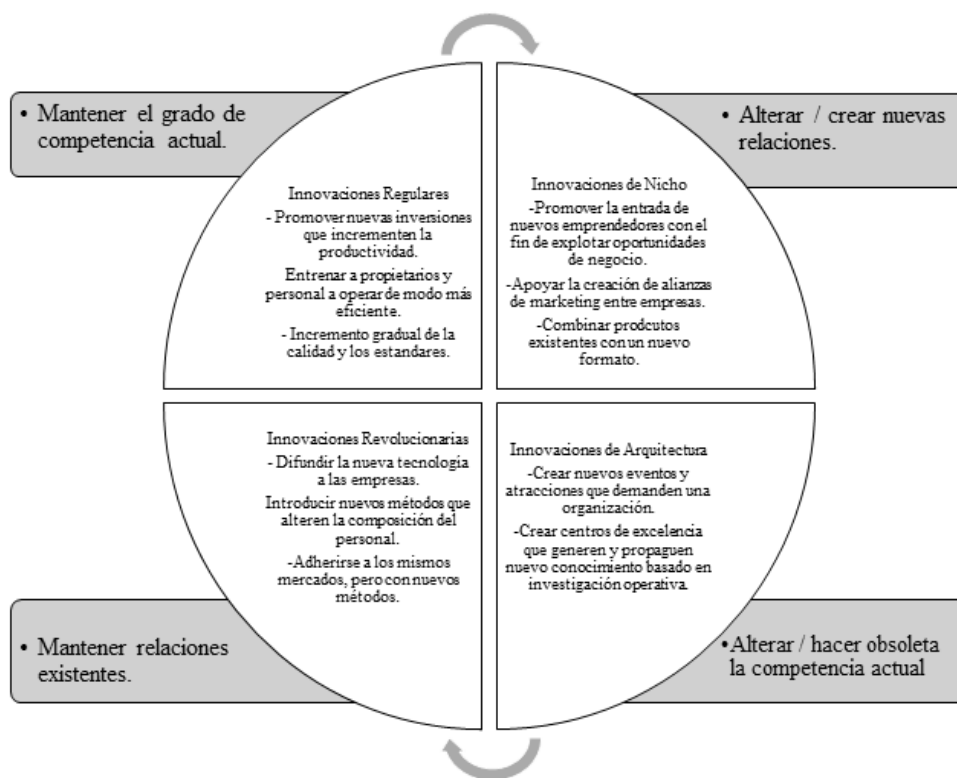 • Mantener el grado de
competencia actual.
• Alterar / crear nuevas
relaciones.
Innovaciones Regulares
- Promover nuevas inversiones
que incrementen la
productividad.
Entrenar a propietarios y
personal a operar de modo más
eficiente.
- Incremento gradual de la
calidad y los estandares.
Innovaciones de Nicho
-Promover la entrada de
nuevos emprendedores con el
fin de explotar oportunidades
de negocio.
-Apoyar la creación de alianzas
de marketing entre empresas.
-Combinar prodcutos
existentes con un nuevo
formato.
Innovaciones Revolucionarias
- Difundir la nueva tecnología
a las empresas.
Introducir nuevos métodos que
alteren la composición del
personal.
-Adherirse a los mismos
mercados, pero con nuevos
métodos.
Innovaciones de Arquitectura
-Crear nuevos eventos y
atracciones que demanden una
organización.
-Crear centros de excelencia
que generen y propaguen
nuevo conocimiento basado en
investigación operativa.
• Mantener relaciones
existentes.
•Alterar / hacer obsoleta
la competencia actual